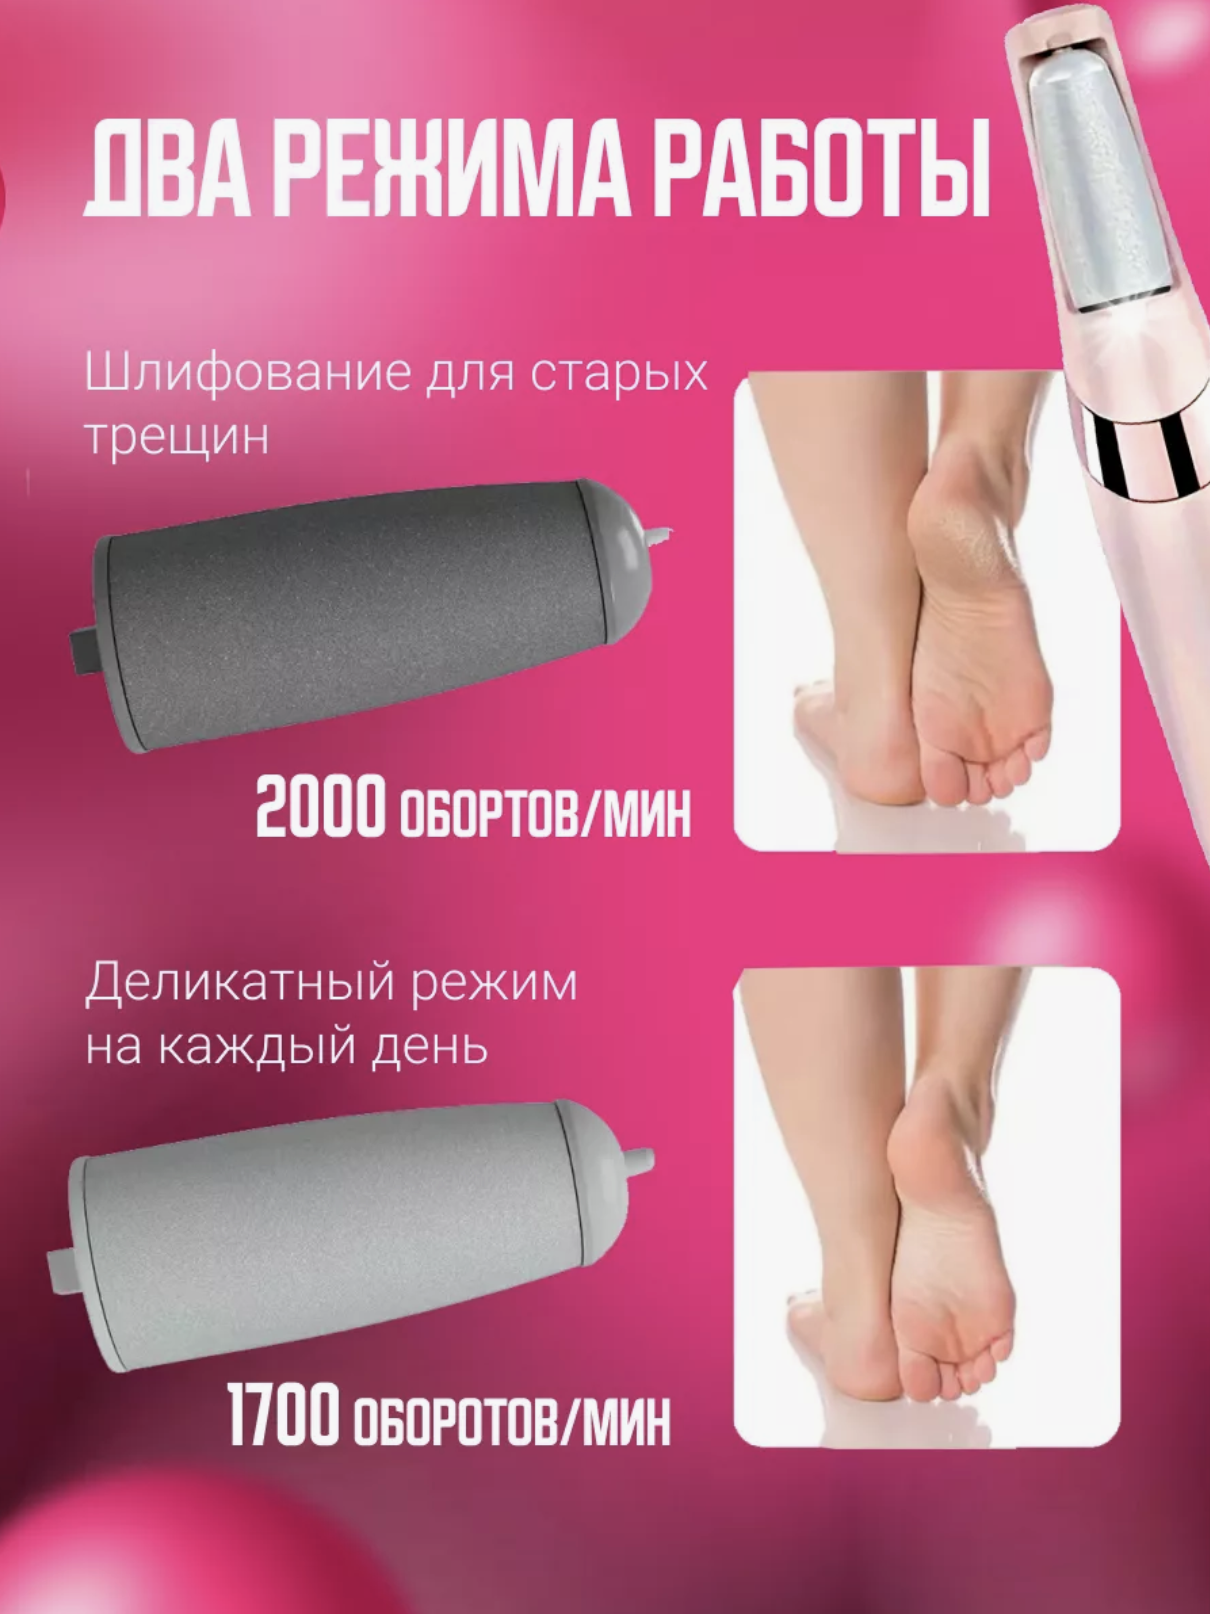 ДВА РЕЖИМА РАБОТЫ
Шлифование для старых
трещин
2000 ОБОРТОВ/МИН
Деликатный режим
на каждый день
1700 ОБОРОТОВ/МИН